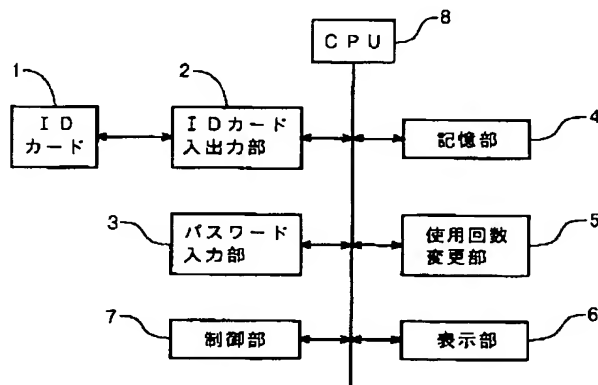 8
CPU
1
2
ID
カード
IDカード
入出力部
記憶部
4
3
パスワード
入力部
使用回数
変更部
5
7
制御部
表示部
6